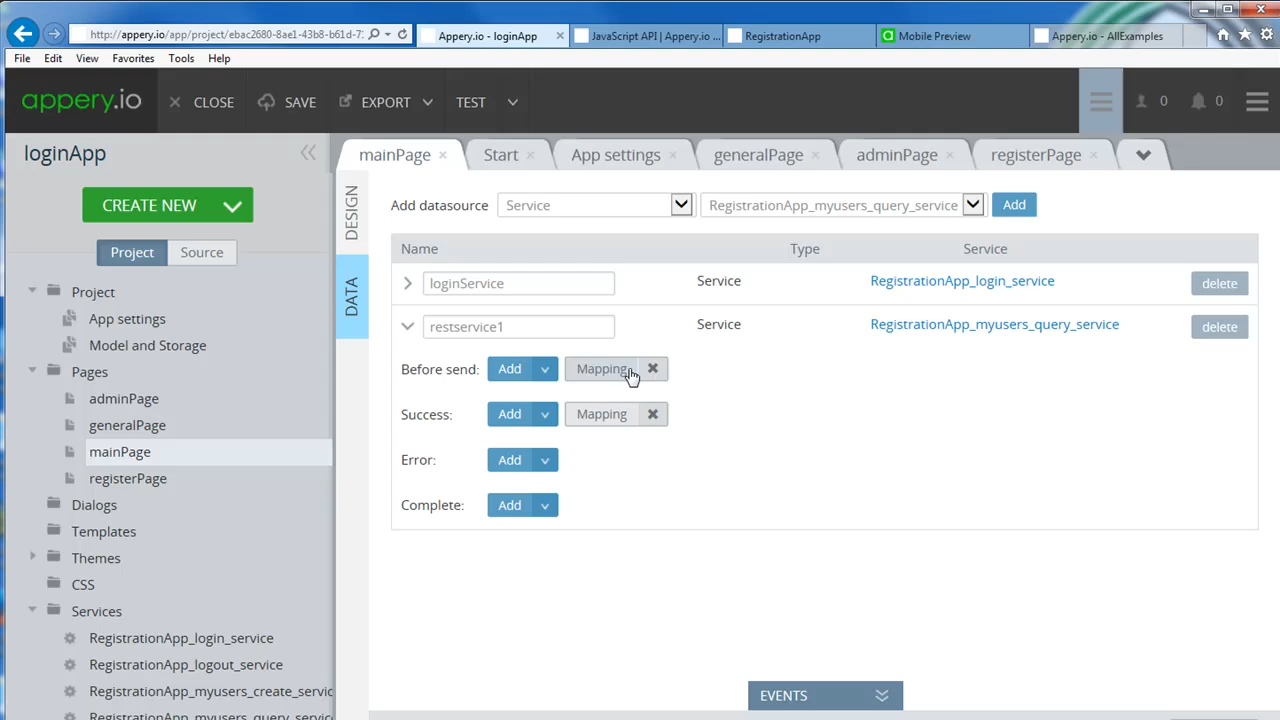 http://appery.io/app/project/ebac2680-8ae1-43b8-b61d-7
Appery.io - loginApp
JavaScript API | Appery.io ...
RegistrationApp
Mobile Preview
Appery.io - AllExamples
File Edit View Favorites Tools Help
appery.io CLOSE SAVE EXPORT TEST 0 0
loginApp
mainPage Start App settings generalPage adminPage registerPage
CREATE NEW
Project Source
Project
App settings
Model and Storage
Pages
adminPage
generalPage
mainPage
registerPage
Dialogs
Templates
Themes
CSS
Services
RegistrationApp_login_service
RegistrationApp_logout_service
RegistrationApp_myusers_create_servic
RegistrationApp_myusers_query_servic
DESIGN
DATA
Add datasource Service RegistrationApp_myusers_query_service Add
Name Type Service
loginService Service RegistrationApp_login_service delete
restservice1 Service RegistrationApp_myusers_query_service delete
Before send: Add Mapping
Success: Add Mapping
Error: Add
Complete: Add
EVENTS